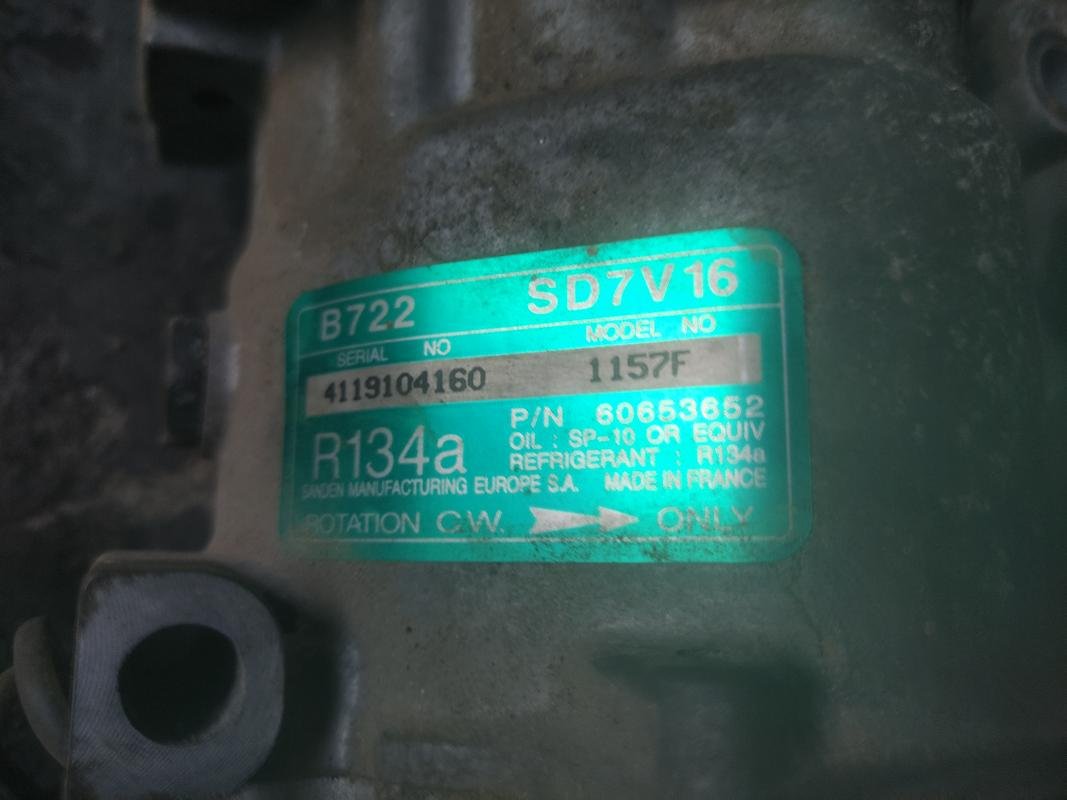 B722 SD7V16
SERIAL NO MODEL NO
4119104160 1157F
P/N 60653652
OIL : SP-10 OR EQUIV
R134a REFRIGERANT : R134a
SANDEN MANUFACTURING EUROPE S.A. MADE IN FRANCE
ROTATION C.W. ONLY